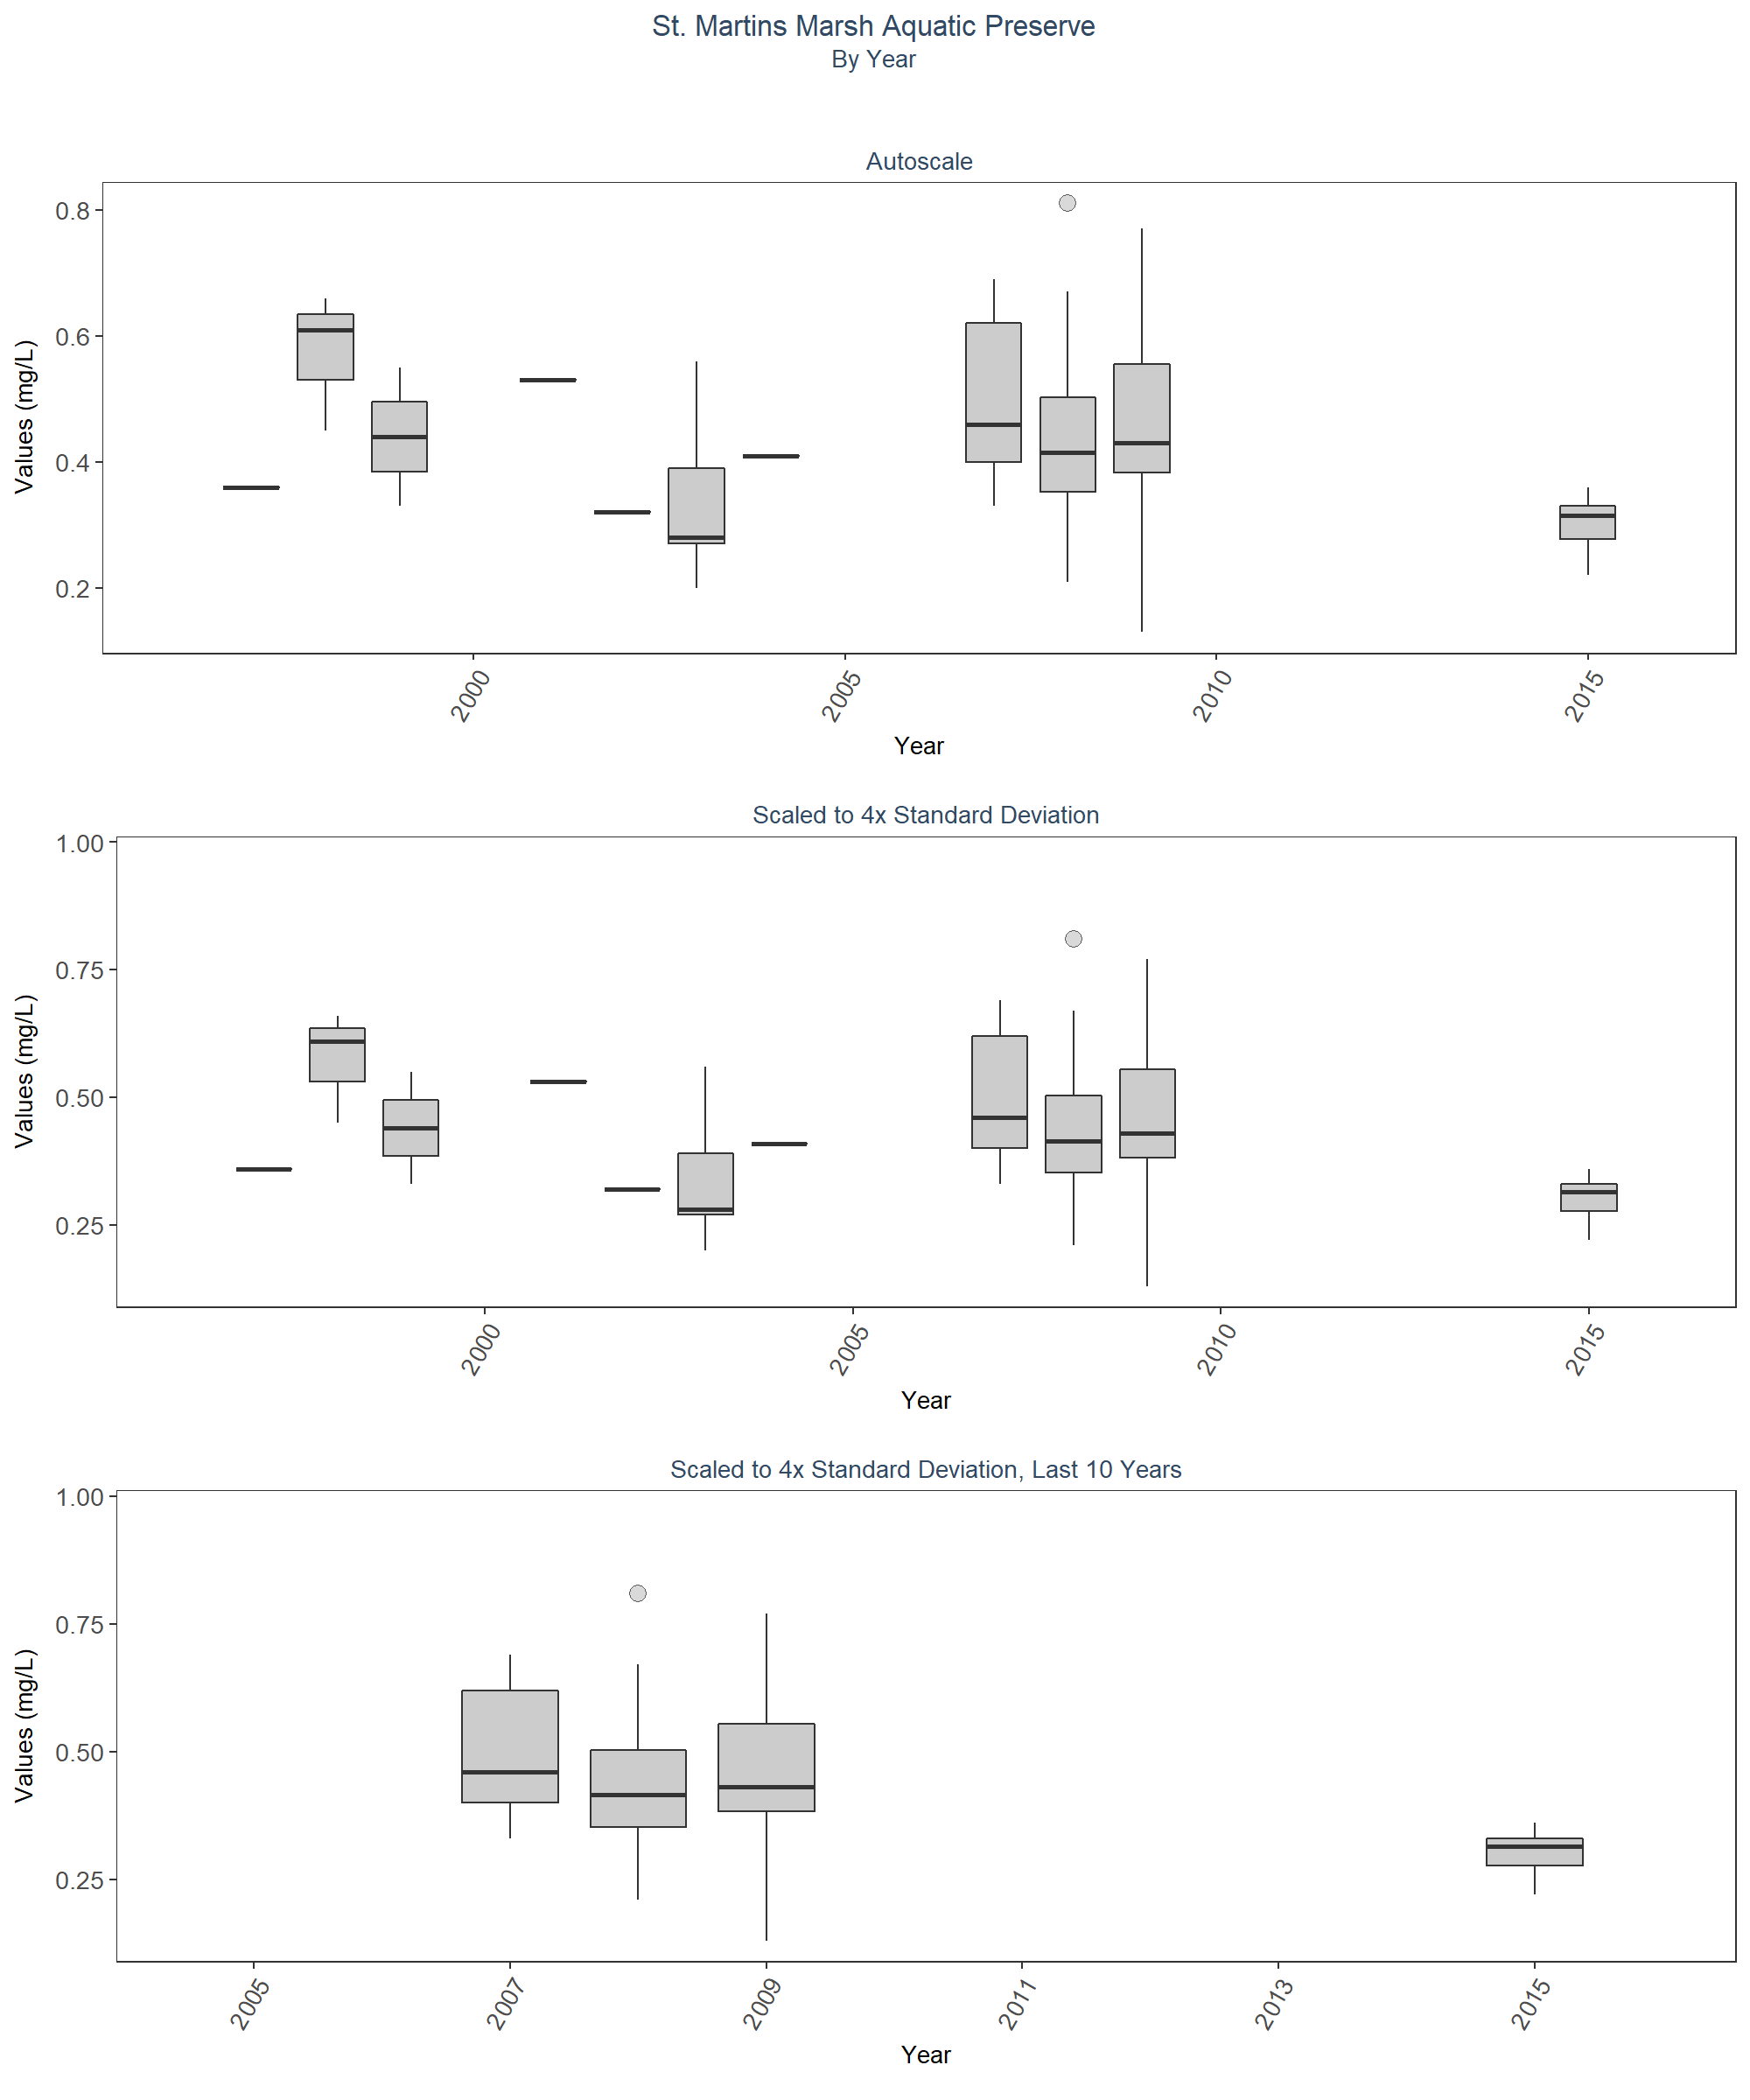 St. Martins Marsh Aquatic Preserve
By Year
Autoscale
Values (mg/L)
0.8
0.6
0.4
0.2
2000
2005
2010
2015
Year
Scaled to 4x Standard Deviation
Values (mg/L)
1.00
0.75
0.50
0.25
2000
2005
2010
2015
Year
Scaled to 4x Standard Deviation, Last 10 Years
Values (mg/L)
1.00
0.75
0.50
0.25
2005
2007
2009
2011
2013
2015
Year